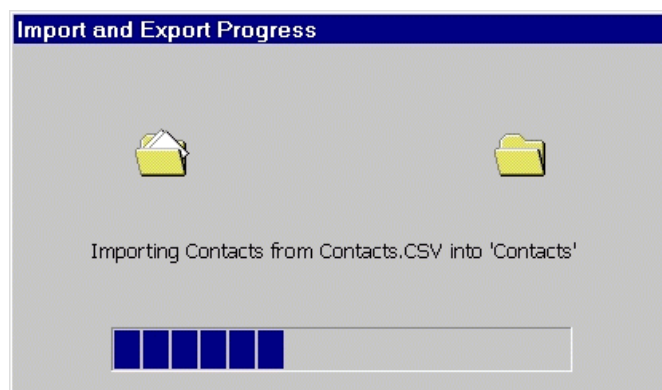 Import and Export Progress
Importing Contacts from Contacts.CSV into 'Contacts'